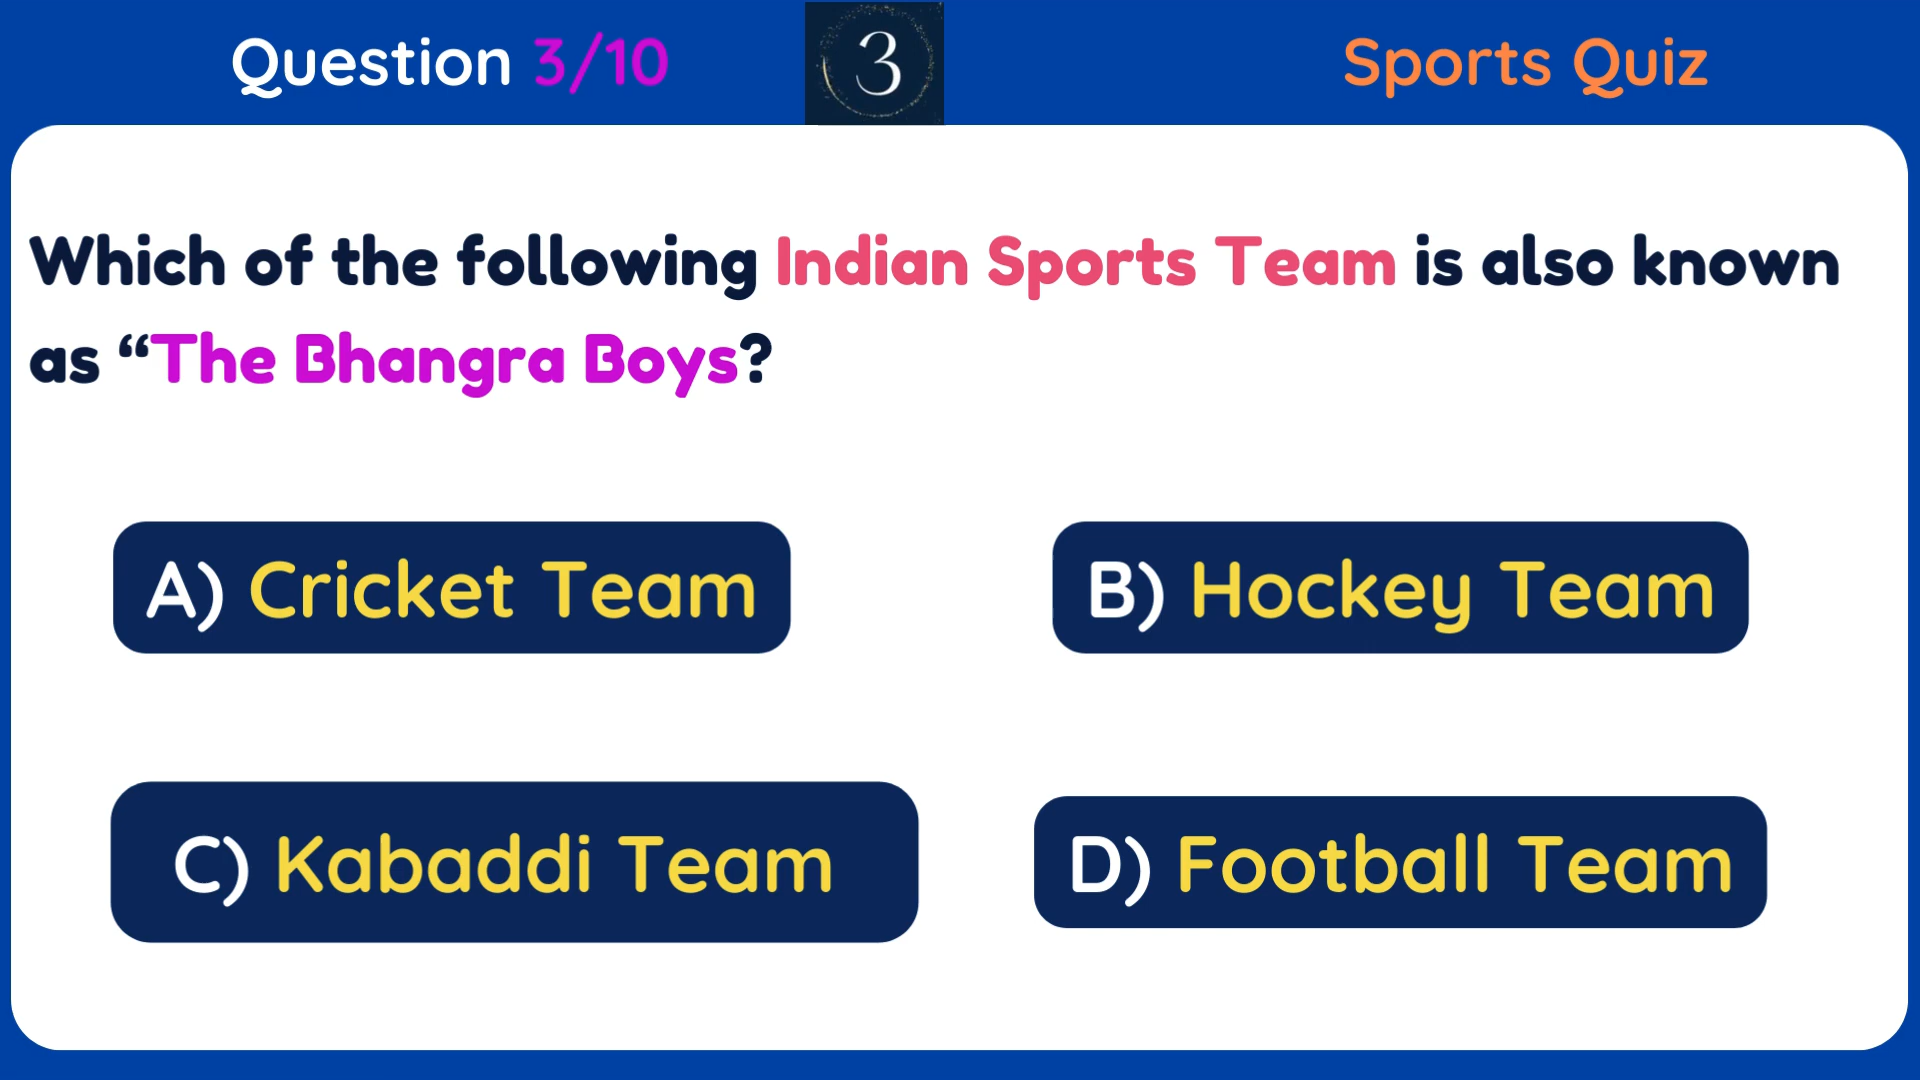 Question 3/10
3
Sports Quiz
Which of the following Indian Sports Team is also known
as “The Bhangra Boys?
A) Cricket Team
B) Hockey Team
C) Kabaddi Team
D) Football Team